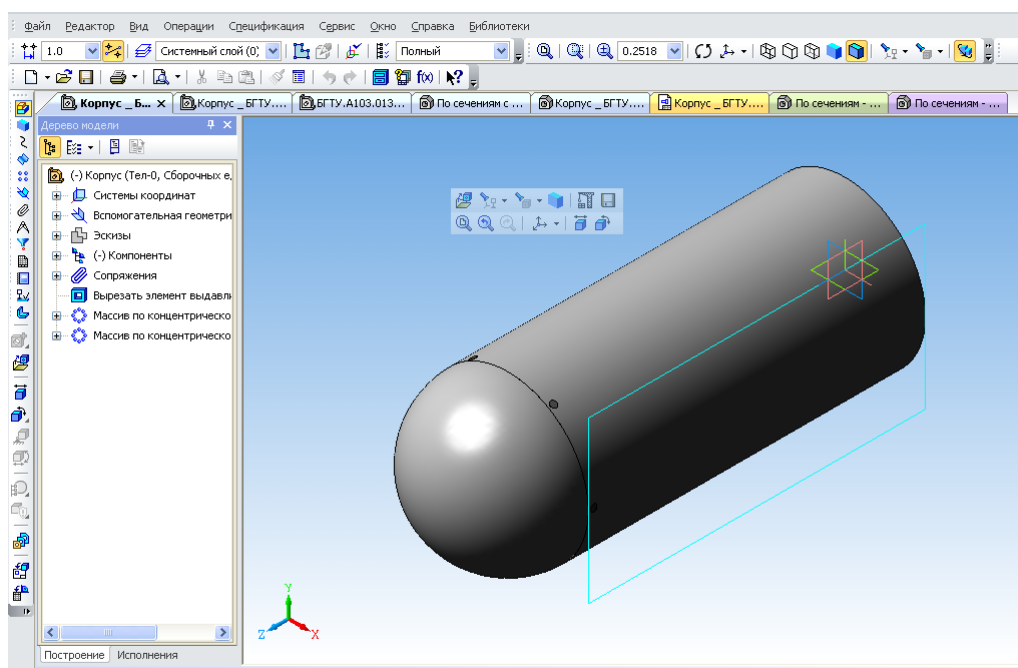 Файл Редактор Вид Операции Спецификация Сервис Окно Справка Библиотеки
1.0 Системный слой (0; Полный 0.2518
f(x)
Корпус _ Б... Корпус _ БГТУ.... БГТУ.А103.013... По сечениям с ... Корпус _ БГТУ.... Корпус _ БГТУ.... По сечениям - ... По сечениям - ...
Дерево модели
(-) Корпус (Тел-0, Сборочных е,
Системы координат
Вспомогательная геометри
Эскизы
(-) Компоненты
Сопряжения
Вырезать элемент выдавли
Массив по концентрическо
Массив по концентрическо
Y
Z X
Построение Исполнения